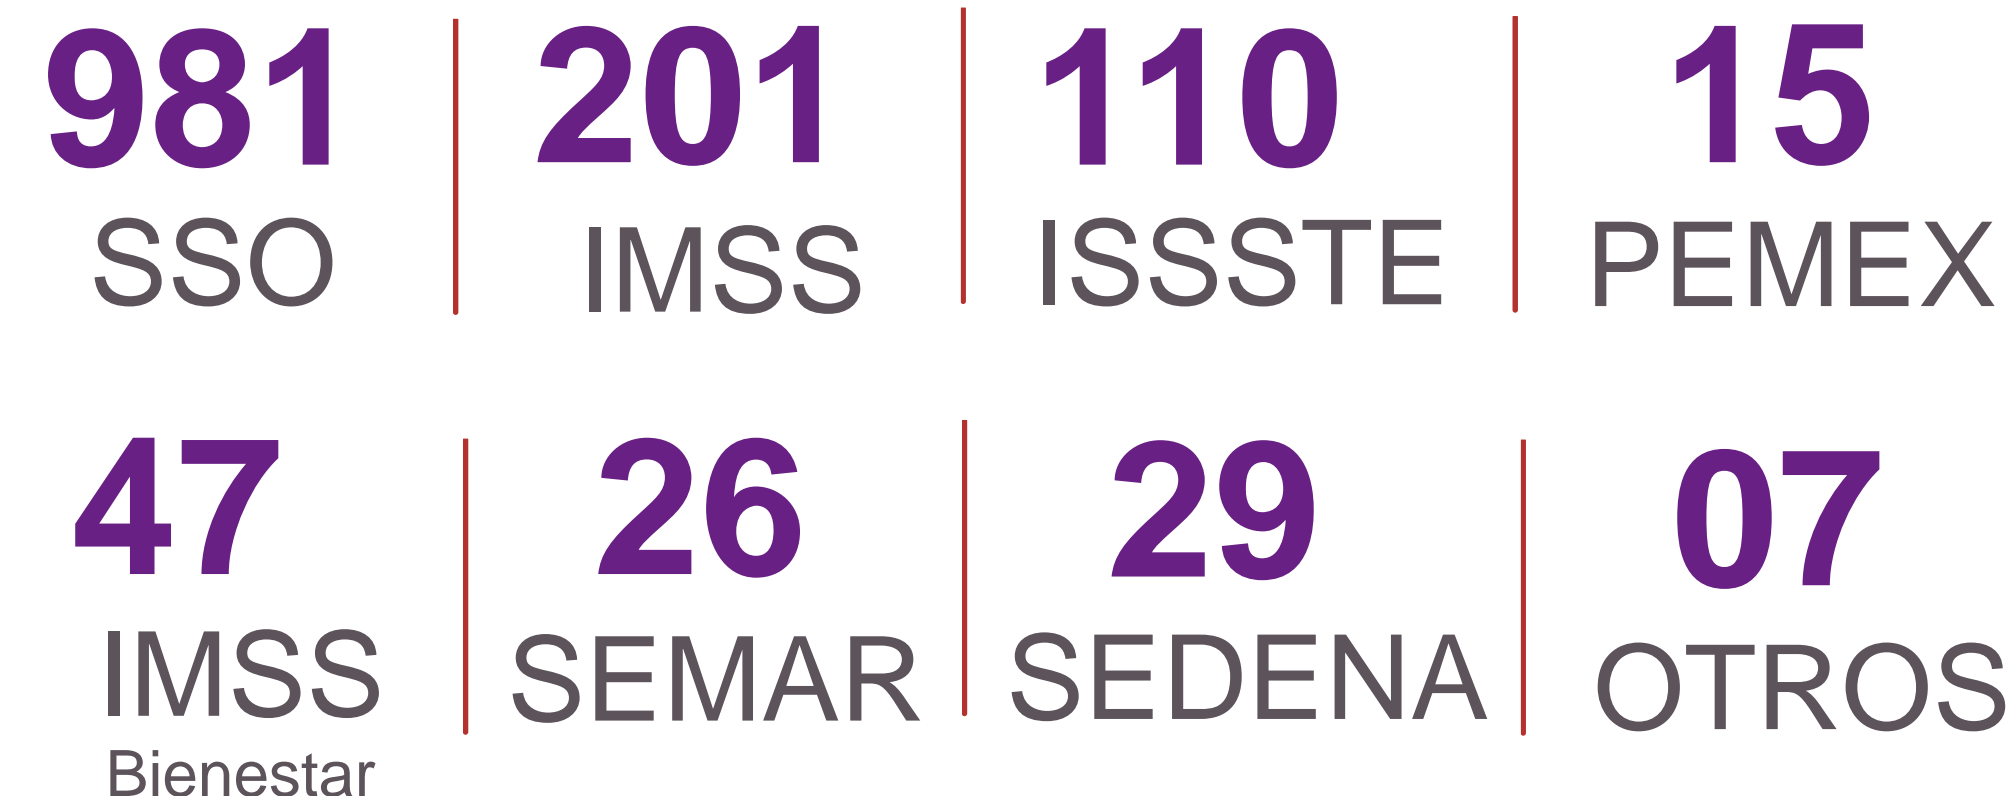 981 201 110 15
SSO IMSS ISSSTE PEMEX
47 26 29 07
IMSS SEMAR SEDENA OTROS
Bienestar